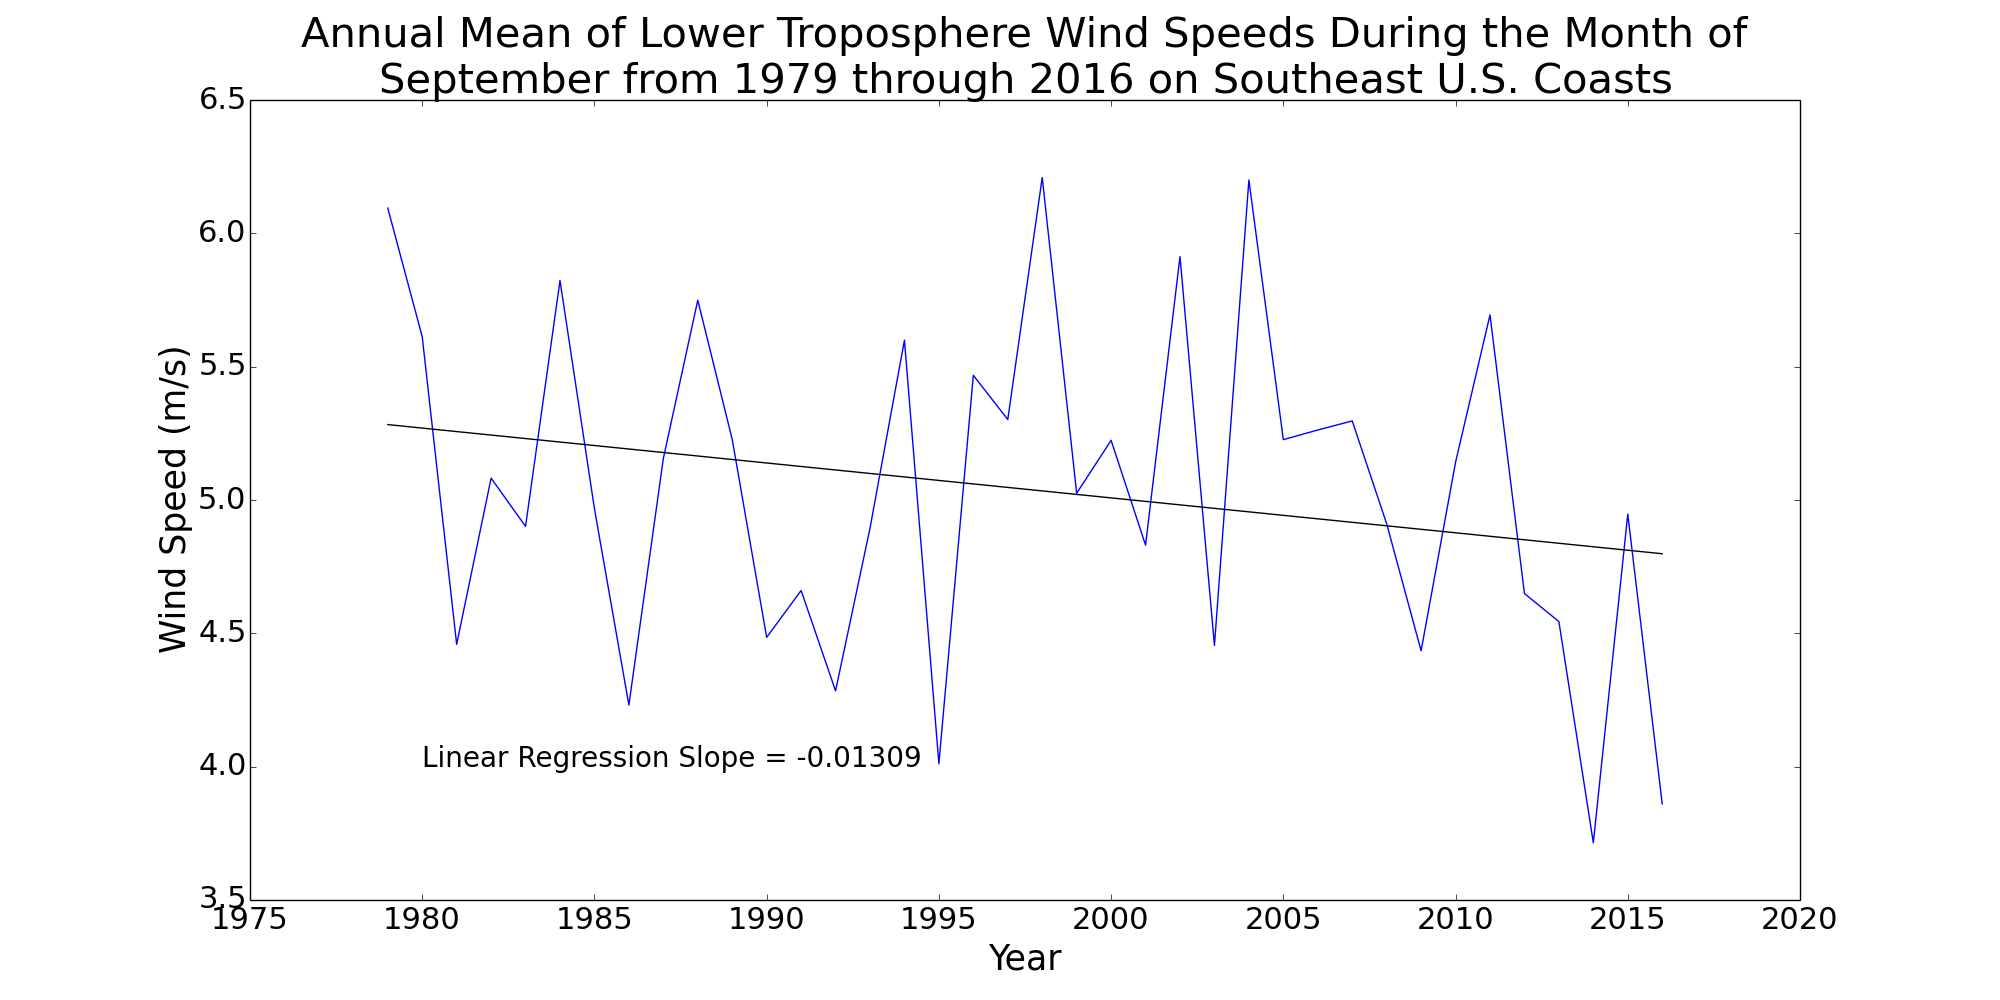 Annual Mean of Lower Troposphere Wind Speeds During the Month of
September from 1979 through 2016 on Southeast U.S. Coasts
6.5
6.0
5.5
5.0
4.5
4.0
3.5
Wind Speed (m/s)
Linear Regression Slope = -0.01309
1975 1980 1985 1990 1995 2000 2005 2010 2015 2020
Year